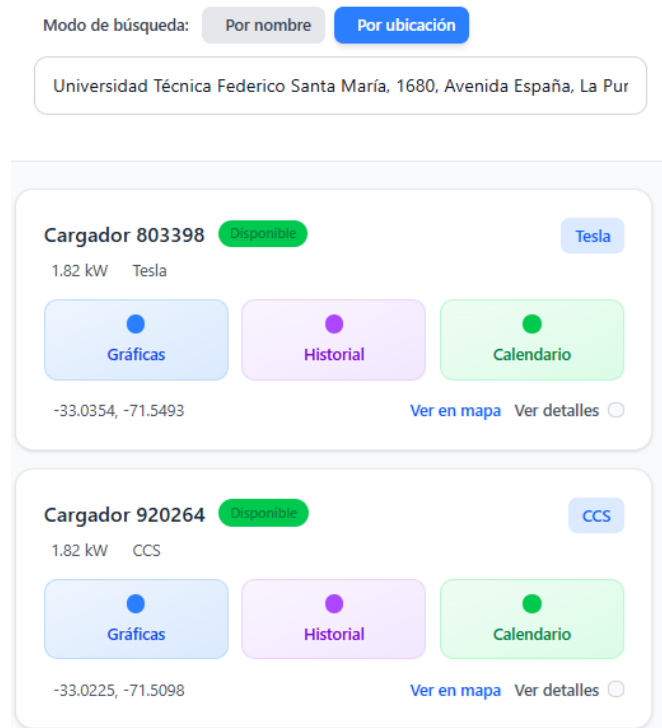 Modo de búsqueda: Por nombre Por ubicación
Universidad Técnica Federico Santa María, 1680, Avenida España, La Pur
Cargador 803398 Disponible Tesla
1.82 kW Tesla
Gráficas Historial Calendario
-33.0354, -71.5493 Ver en mapa Ver detalles
Cargador 920264 Disponible CCS
1.82 kW CCS
Gráficas Historial Calendario
-33.0225, -71.5098 Ver en mapa Ver detalles